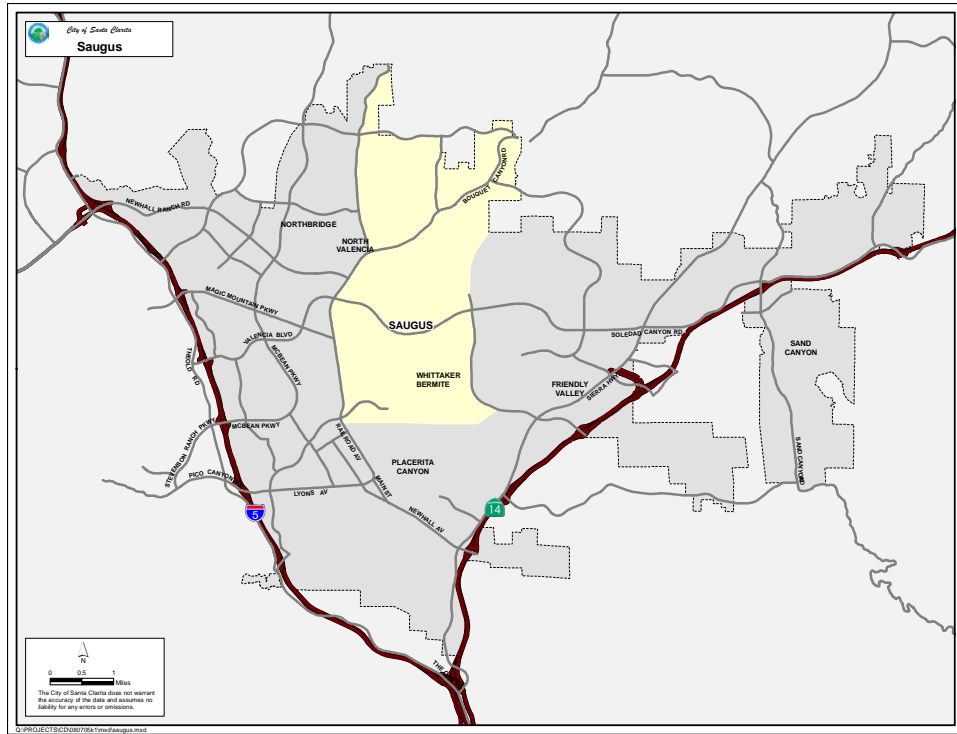 City of Santa Clarita
Saugus
NEWHALL RANCH RD
NORTHBRIDGE
NORTH
VALENCIA
BOUQUET CANYON RD
MAGIC MOUNTAIN PKWY
VALENCIA BLVD
SAUGUS
SOLEDAD CANYON RD
SAND
CANYON
THE OLD RD
MCBEAN PKWY
WHITTAKER
BERMITE
FRIENDLY
VALLEY
SIERRA HWY
STEVENSON RANCH PKWY
MCBEAN PKWY
RAILROAD AV
PLACERITA
CANYON
SAND CANYON RD
PICO CANYON
LYONS AV
MAIN ST
NEWHALL AV
5
14
THE O
N
0 0.5 1
Miles
The City of Santa Clarita does not warrant
the accuracy of the data and assumes no
liability for any errors or omissions.
Q:\PROJECTS\CD\080705k1\mxd\saugus.mxd